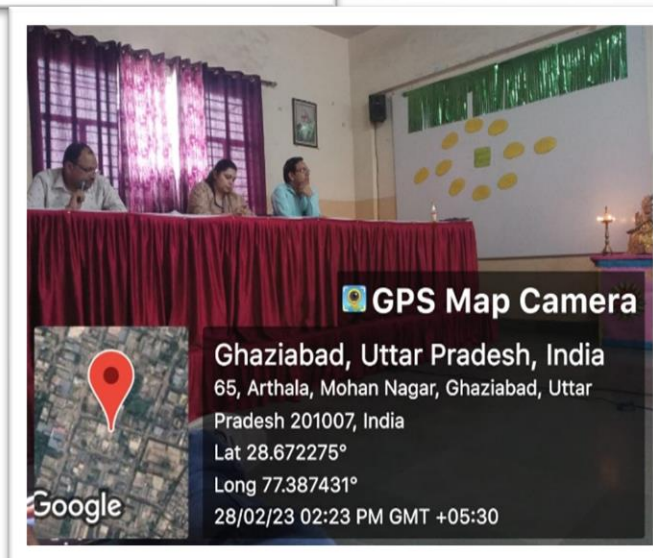 GPS Map Camera
Ghaziabad, Uttar Pradesh, India
65, Arthala, Mohan Nagar, Ghaziabad, Uttar
Pradesh 201007, India
Lat 28.672275°
Long 77.387431°
28/02/23 02:23 PM GMT +05:30
Google